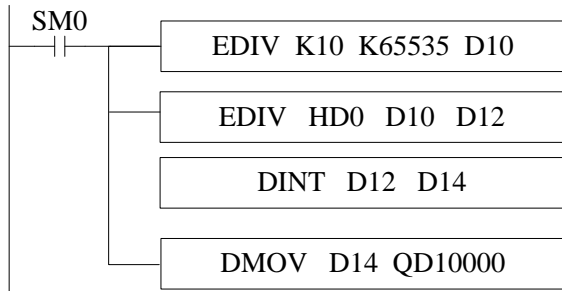 SM0
EDIV K10 K65535 D10
EDIV HD0 D10 D12
DINT D12 D14
DMOV D14 QD10000